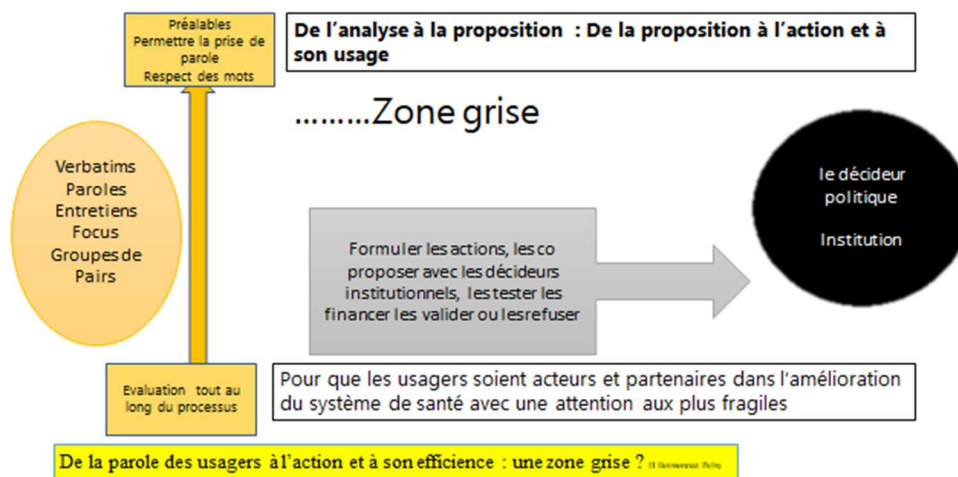 Préalables
Permettre la prise de
parole
Respect des mots
De l'analyse à la proposition : De la proposition à l'action et à
son usage
.........Zone grise
Verbatims
Paroles
Entretiens
Focus
Groupes de
Pairs
Formuler les actions, les co
proposer avec les décideurs
institutionnels, les tester les
financer les valider ou les refuser
le décideur
politique
Institution
Evaluation tout au
long du processus
Pour que les usagers soient acteurs et partenaires dans l'amélioration
du système de santé avec une attention aux plus fragiles
De la parole des usagers à l'action et à son efficience : une zone grise ?